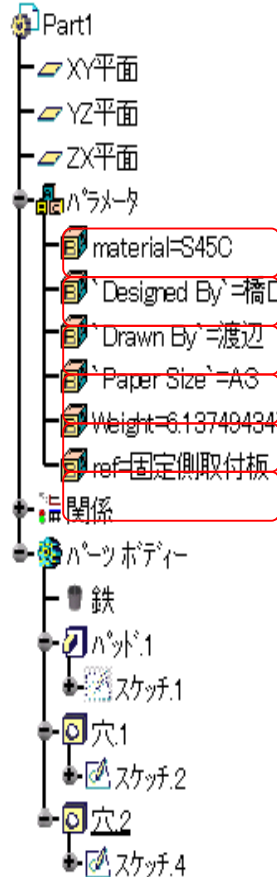 Part1
XY平面
YZ平面
ZX平面
パラメータ
material=S45C
`Designed By`=橋
`Drawn By`=渡辺
`Paper Size`=A3
Weight=6.1374943
ref=固定側取付板
関係
パーツ ボディー
鉄
パッド.1
スケッチ.1
穴.1
スケッチ.2
穴.2
スケッチ.4